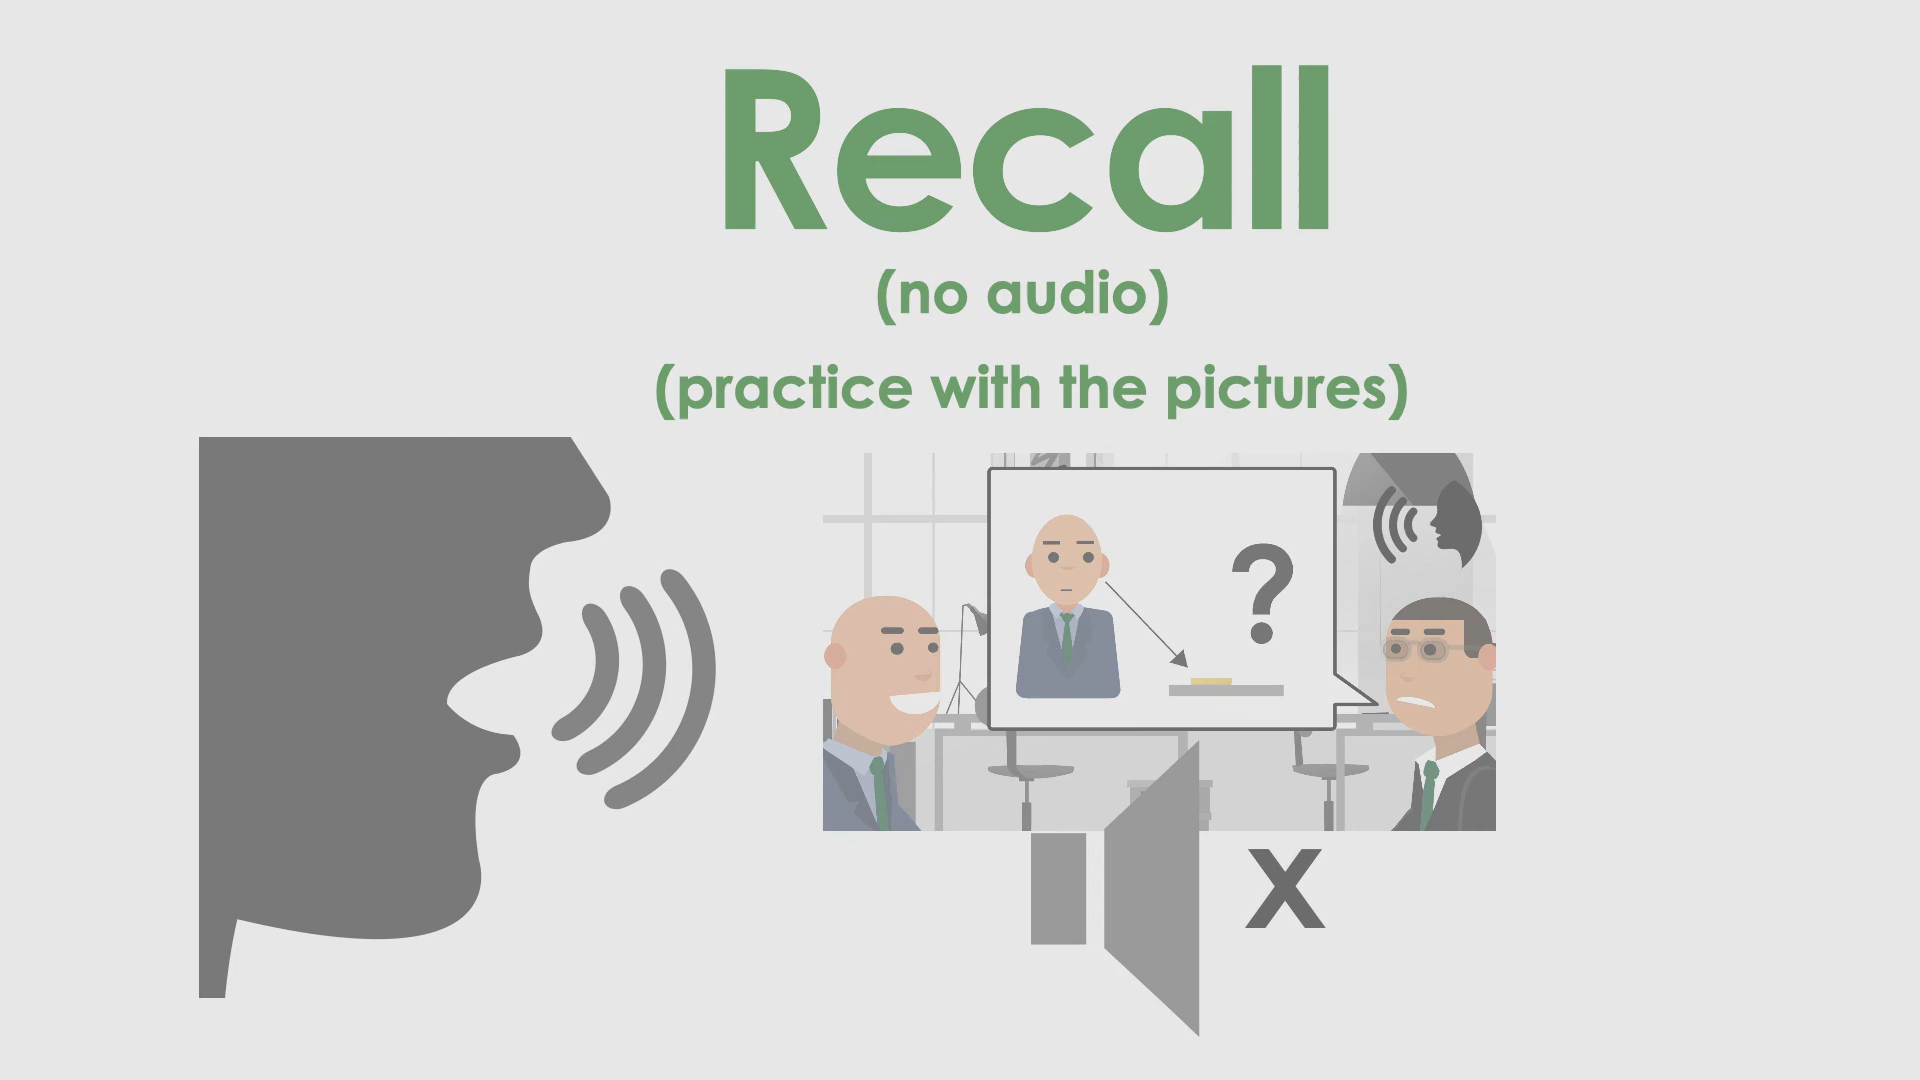 Recall
(no audio)
(practice with the pictures)
?
X